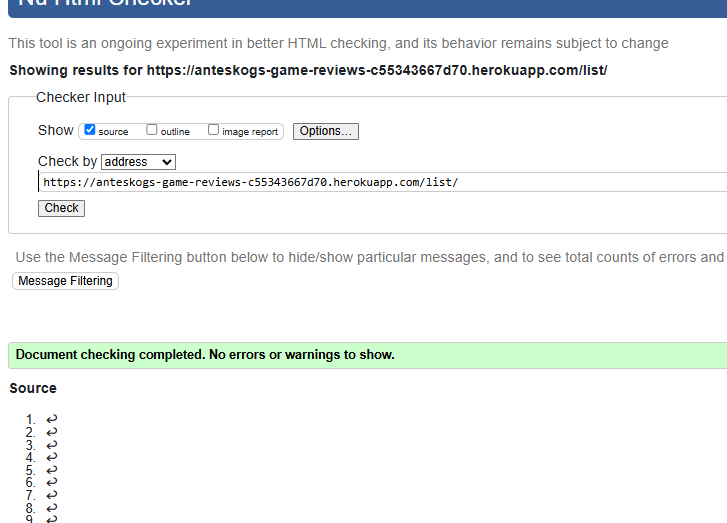 Nu Html Checker
This tool is an ongoing experiment in better HTML checking, and its behavior remains subject to change
Showing results for https://anteskogs-game-reviews-c55343667d70.herokuapp.com/list/
Checker Input
Show source outline image report Options...
Check by address
https://anteskogs-game-reviews-c55343667d70.herokuapp.com/list/
Check
Use the Message Filtering button below to hide/show particular messages, and to see total counts of errors and
Message Filtering
Document checking completed. No errors or warnings to show.
Source
1. ↩
2. ↩
3. ↩
4. ↩
5. ↩
6. ↩
7. ↩
8. ↩
9. ↩